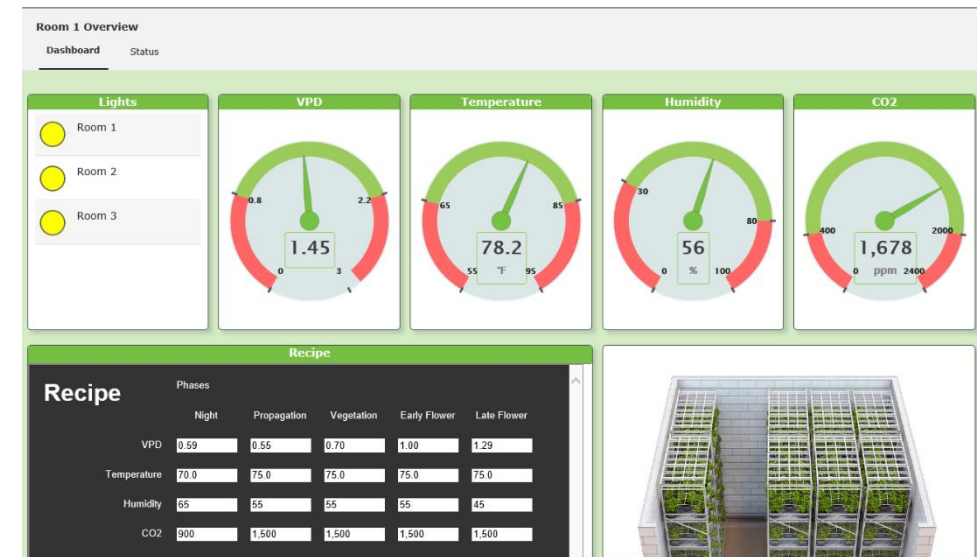 Room 1 Overview
Dashboard Status
Lights
Room 1
Room 2
Room 3
VPD
0.8 2.2
1.45
0 3
Temperature
65 85
78.2
55 °F 95
Humidity
30
80
56
0 % 100
CO2
400 2000
1,678
0 ppm 2400
Recipe
Recipe
Phases
Night Propagation Vegetation Early Flower Late Flower
VPD 0.59 0.55 0.70 1.00 1.29
Temperature 70.0 75.0 75.0 75.0 75.0
Humidity 65 55 55 55 45
CO2 900 1,500 1,500 1,500 1,500